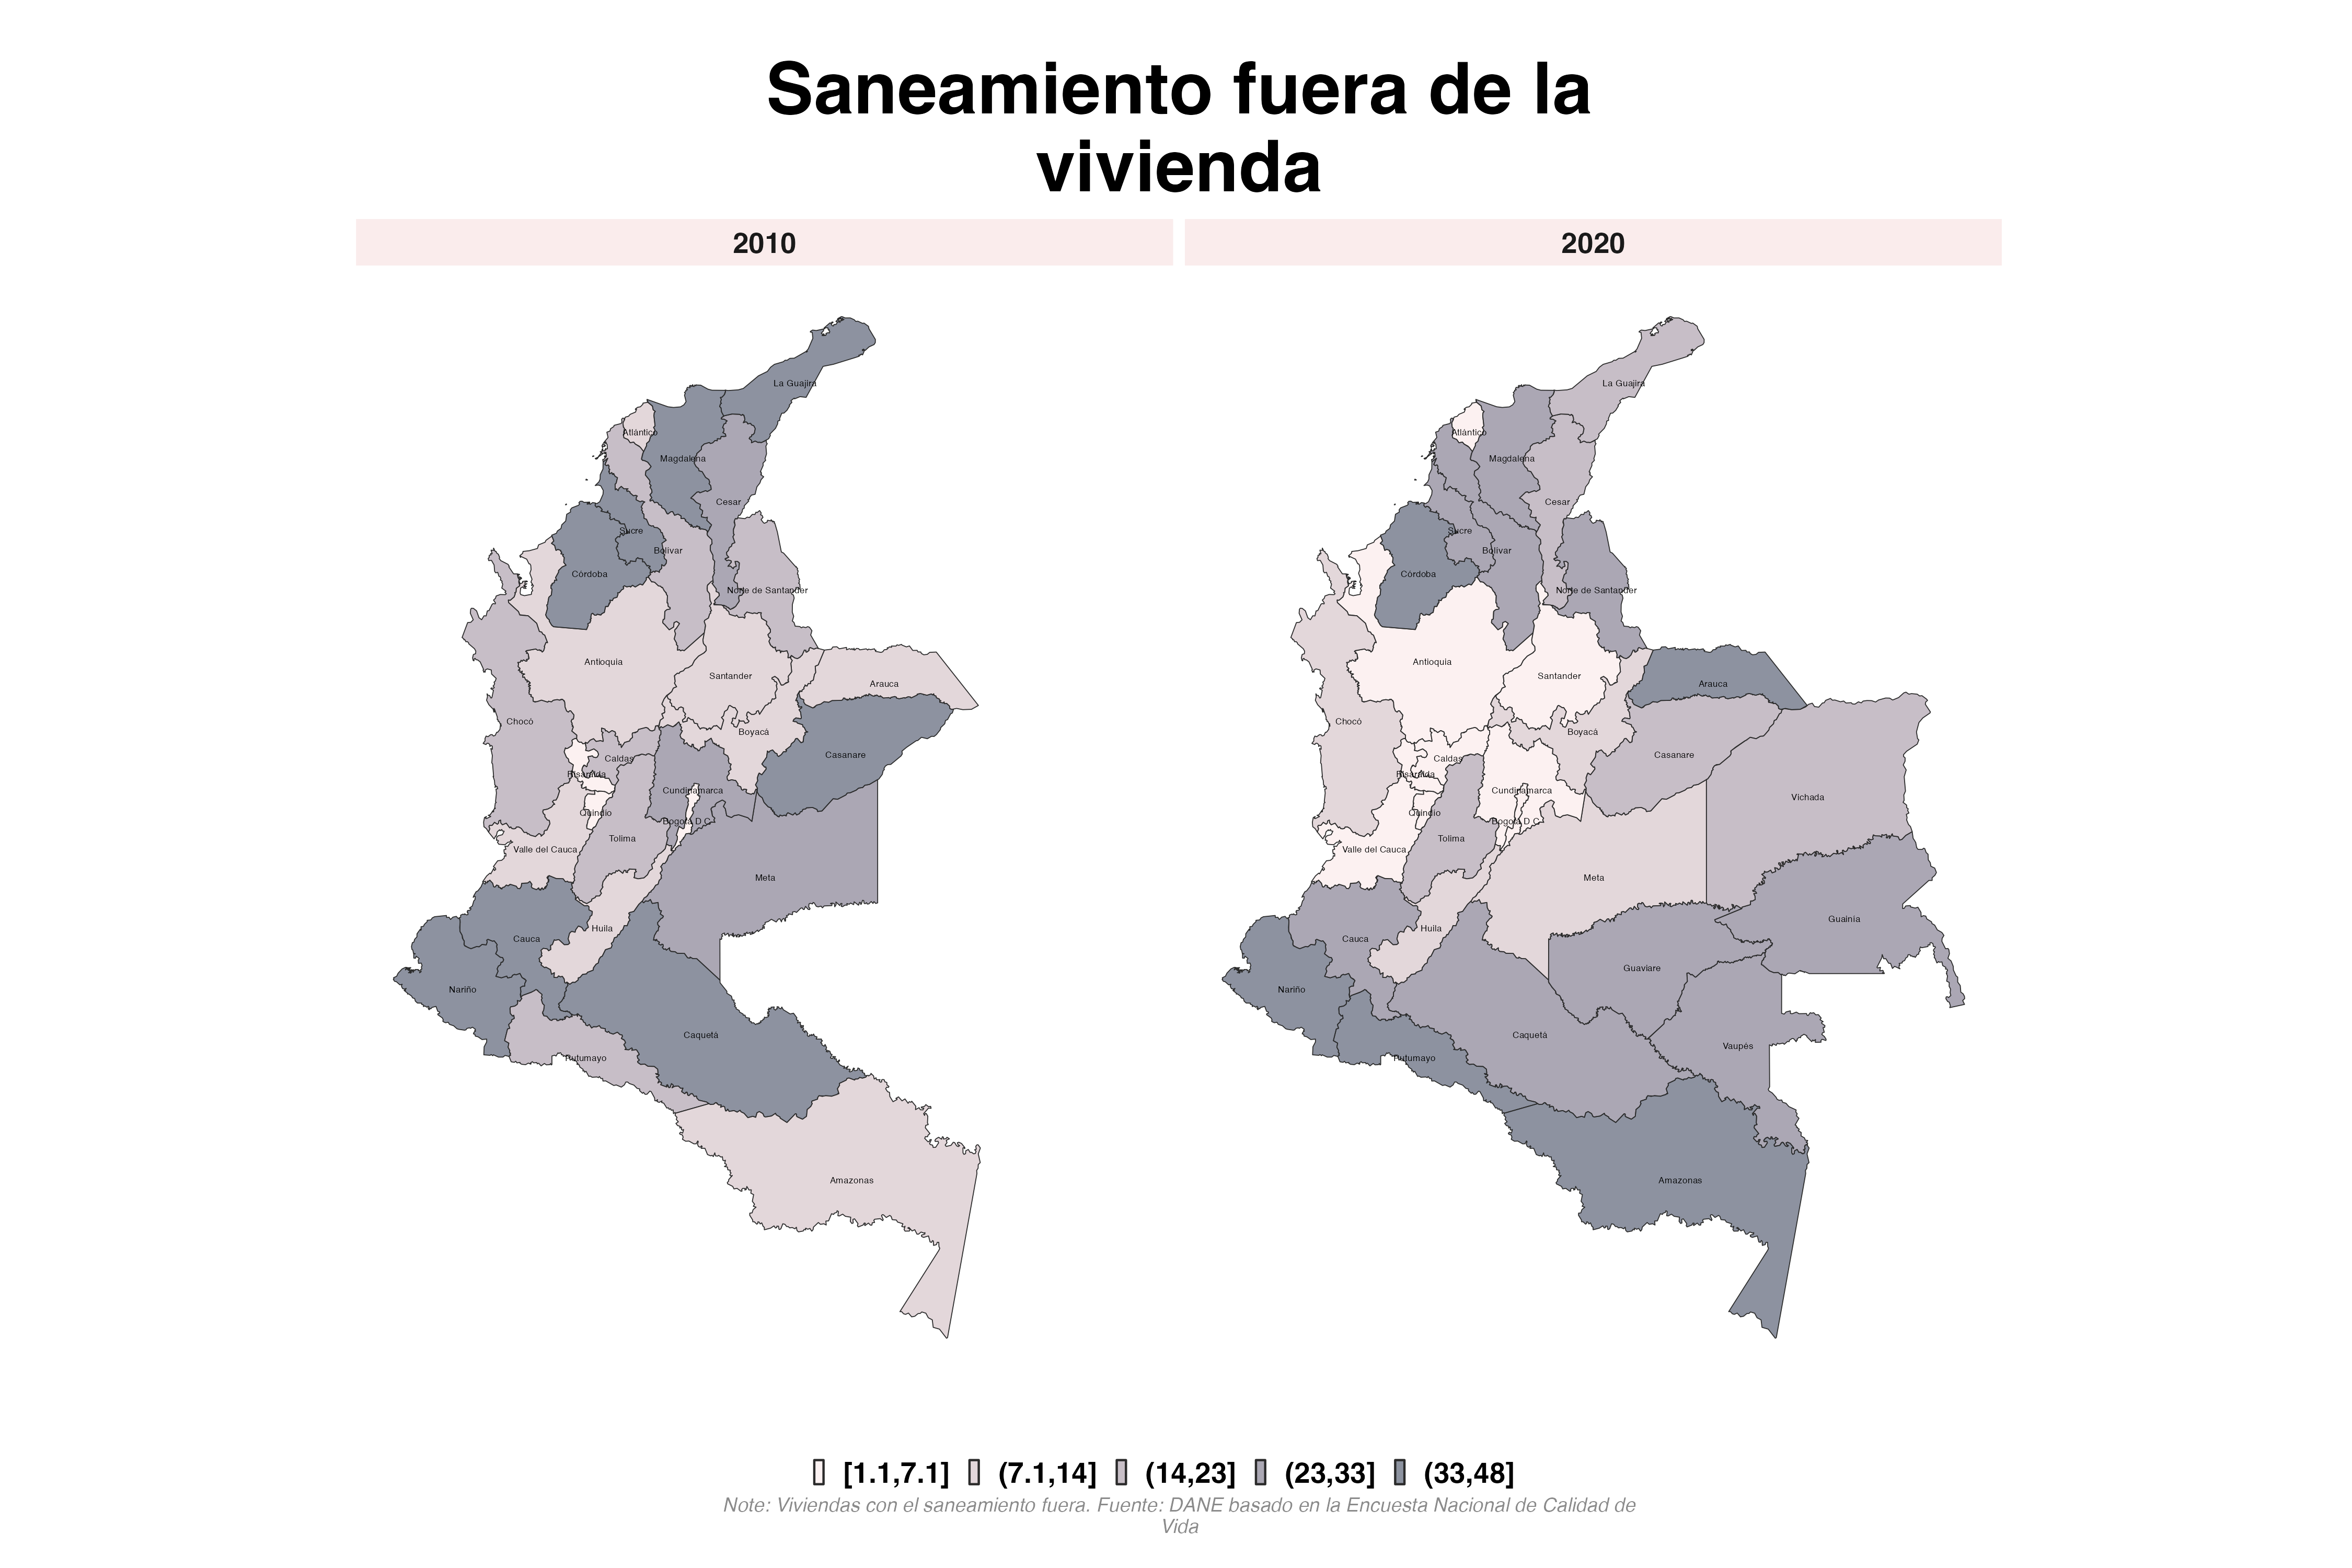 Saneamiento fuera de la
vivienda
2010
2020
La Guajira
Atlántico
Magdalena
Cesar
Sucre
Bolívar
Córdoba
Norte de Santander
Antioquia
Santander
Arauca
Chocó
Boyacá
Casanare
Caldas
Risaralda
Cundinamarca
Quindío
Bogotá D C
Tolima
Valle del Cauca
Meta
Huila
Cauca
Nariño
Caquetá
Putumayo
Amazonas
La Guajira
Atlántico
Magdalena
Cesar
Sucre
Bolívar
Córdoba
Norte de Santander
Antioquia
Santander
Arauca
Chocó
Boyacá
Casanare
Caldas
Risaralda
Cundinamarca
Vichada
Quindío
Bogotá D C
Tolima
Valle del Cauca
Meta
Guainía
Huila
Cauca
Guaviare
Nariño
Caquetá
Vaupés
Putumayo
Amazonas
[1.1,7.1] (7.1,14] (14,23] (23,33] (33,48]
Note: Viviendas con el saneamiento fuera. Fuente: DANE basado en la Encuesta Nacional de Calidad de
Vida